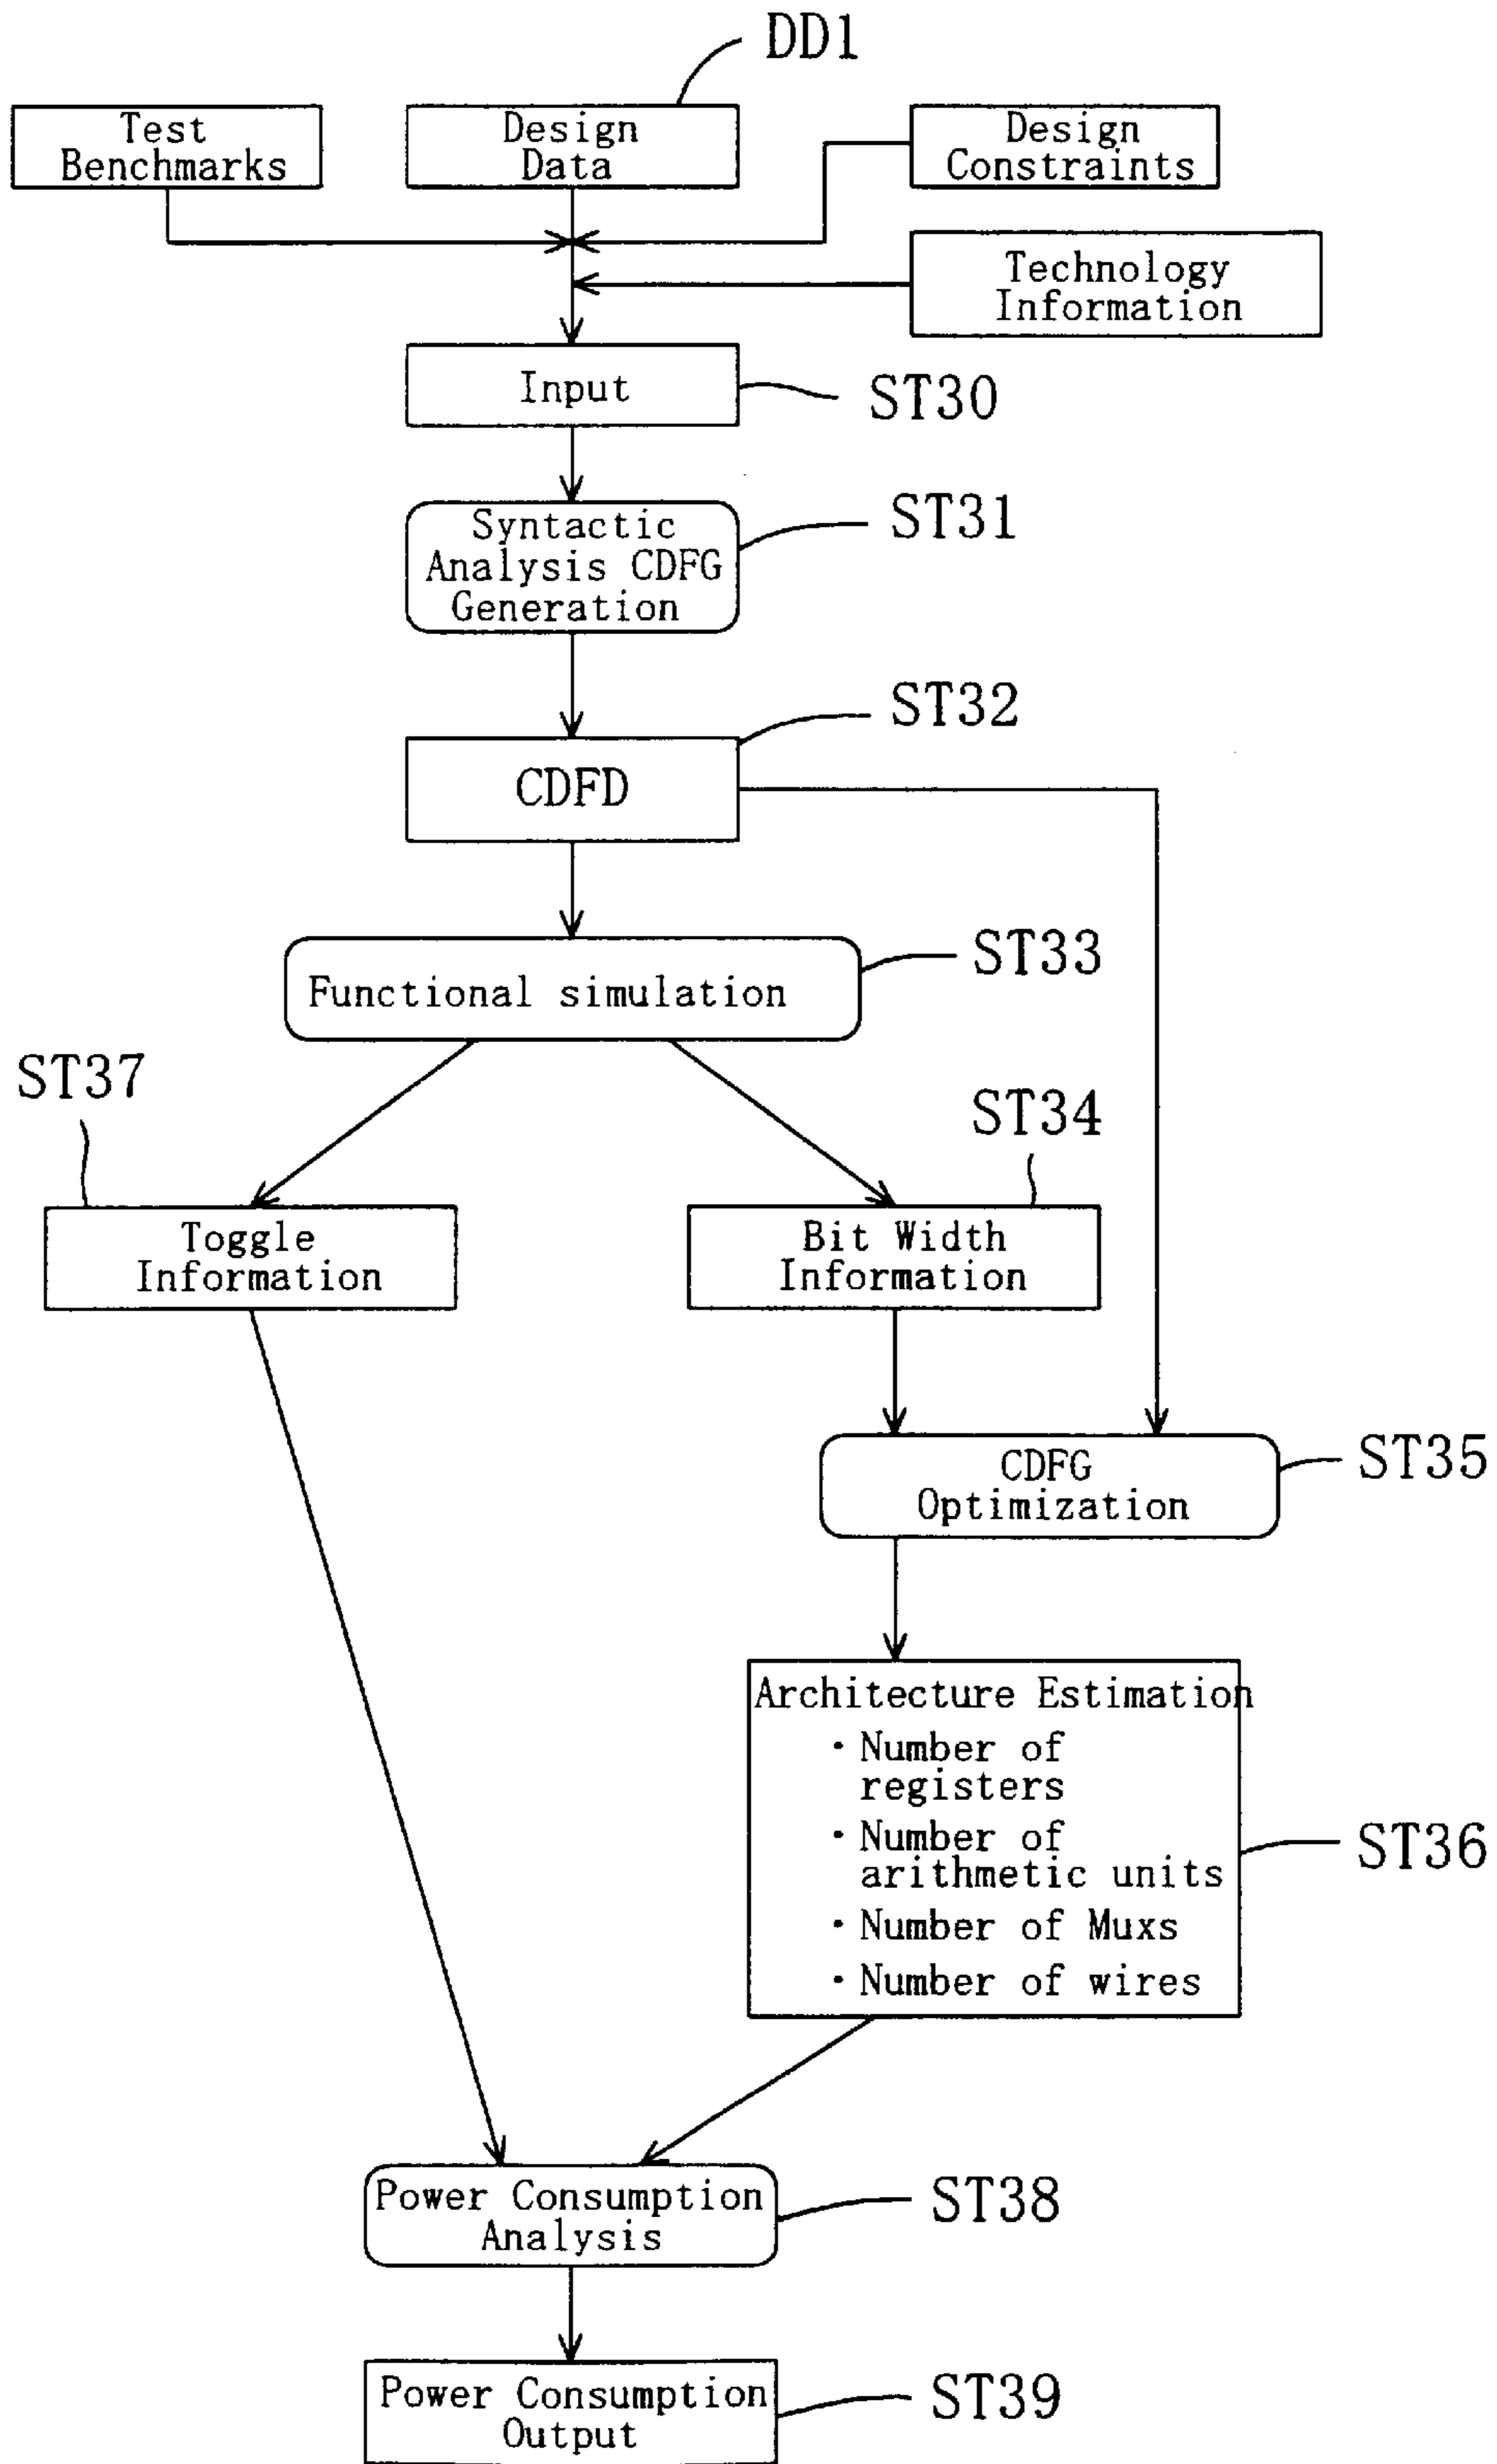 DD1
Test
Benchmarks
Design
Data
Design
Constraints
Technology
Information
Input
ST30
Syntactic
Analysis CDFG
Generation
ST31
ST32
CDFD
ST33
Functional simulation
ST37
ST34
Toggle
Information
Bit Width
Information
CDFG
Optimization
ST35
Architecture Estimation
・Number of
registers
・Number of
arithmetic units
・Number of Muxs
・Number of wires
ST36
Power Consumption
Analysis
ST38
Power Consumption
Output
ST39